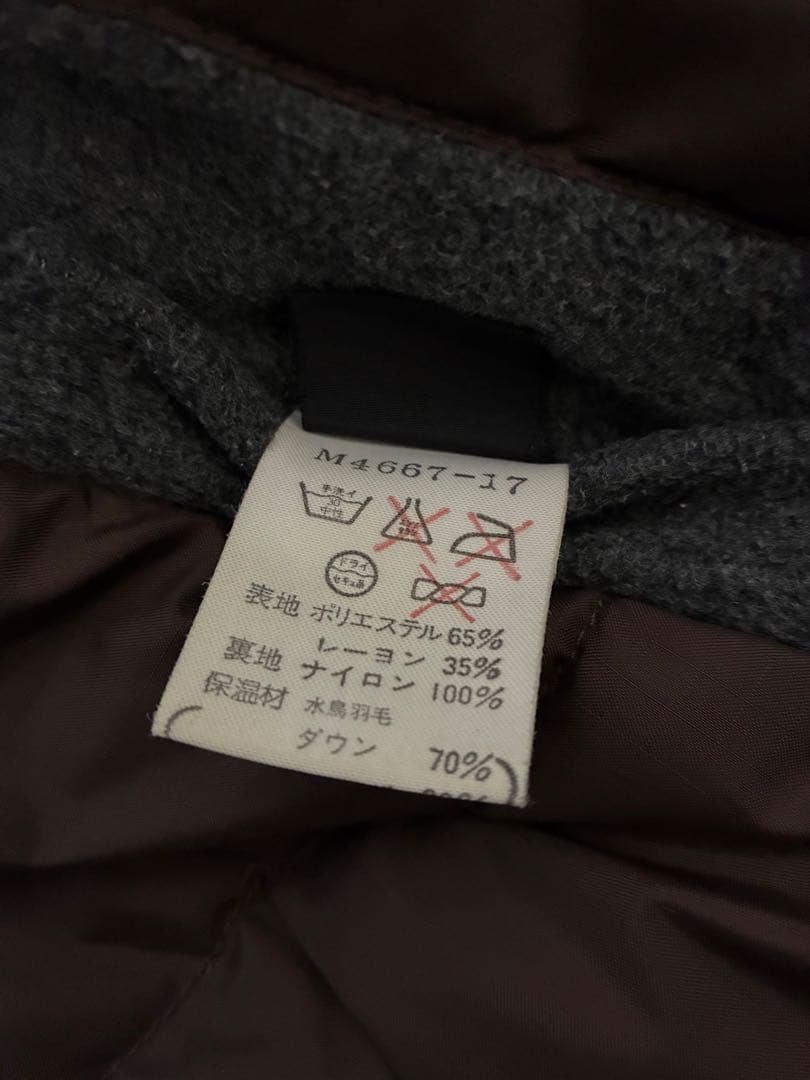 M4667-17
手洗イ
30
中性
ドライ
セキユ系
表地 ポリエステル 65%
レーヨン 35%
裏地 ナイロン 100%
保温材 水鳥羽毛
ダウン 70%